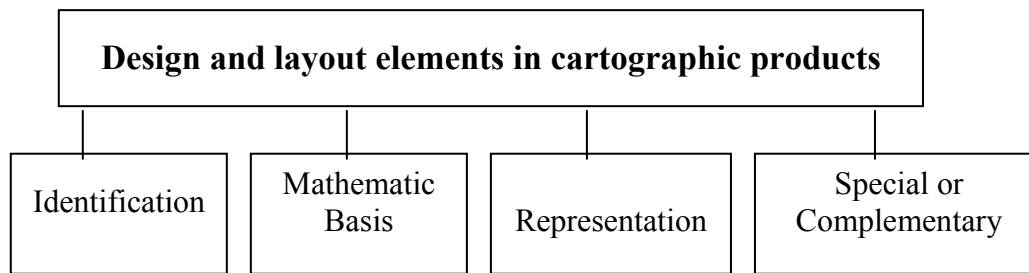 Design and layout elements in cartographic products
Identification
Mathematic
Basis
Representation
Special or
Complementary